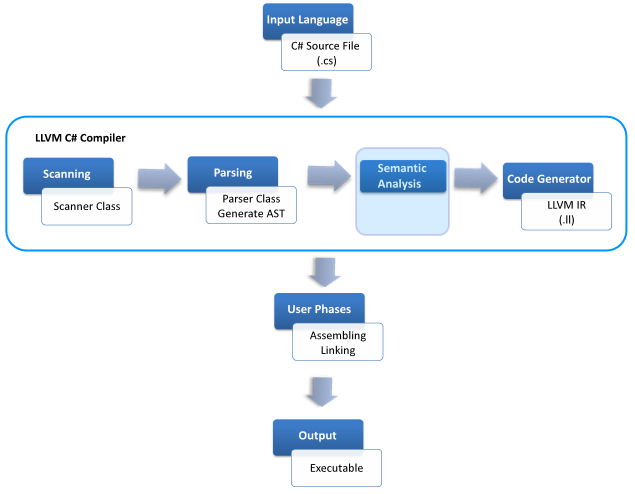 Input Language
C# Source File
(.cs)
LLVM C# Compiler
Scanning
Scanner Class
Parsing
Parser Class
Generate AST
Semantic
Analysis
Code Generator
LLVM IR
(.ll)
User Phases
Assembling
Linking
Output
Executable